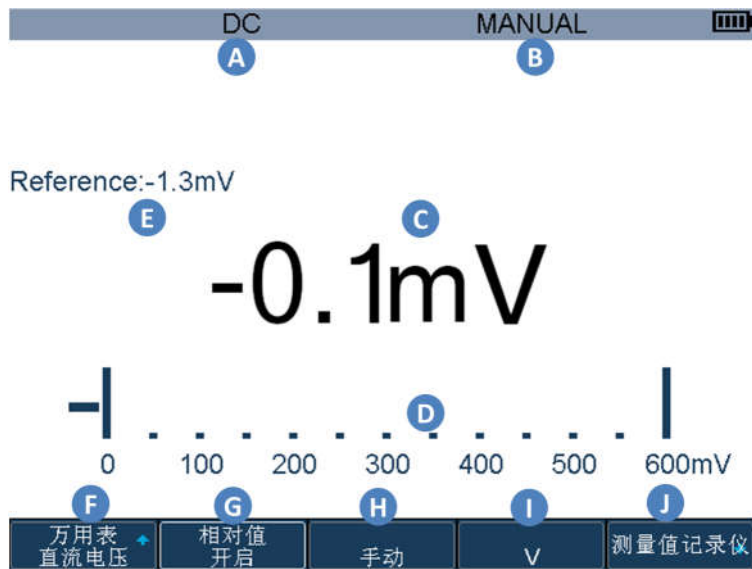 DC MANUAL
A B
Reference:-1.3mV
E C
-0.1mV
D
0 100 200 300 400 500 600mV
F G H I J
万用表 相对值 测量值记录仪
直流电压 开启 手动 V